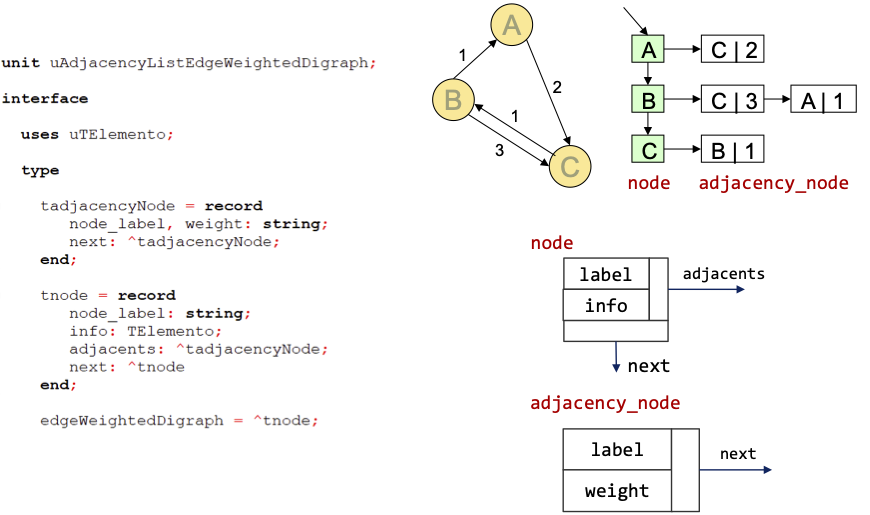 unit uAdjacencyListEdgeWeightedDigraph;
interface
uses uTElemento;
type
tadjacencyNode = record
node_label, weight: string;
next: ^tadjacencyNode;
end;
tnode = record
node_label: string;
info: TElemento;
adjacents: ^tadjacencyNode;
next: ^tnode
end;
edgeWeightedDigraph = ^tnode;
A
1
2
B
1
3
C
A
C | 2
B
C | 3
A | 1
C
B | 1
node
adjacency_node
node
label
adjacents
info
next
adjacency_node
label
next
weight